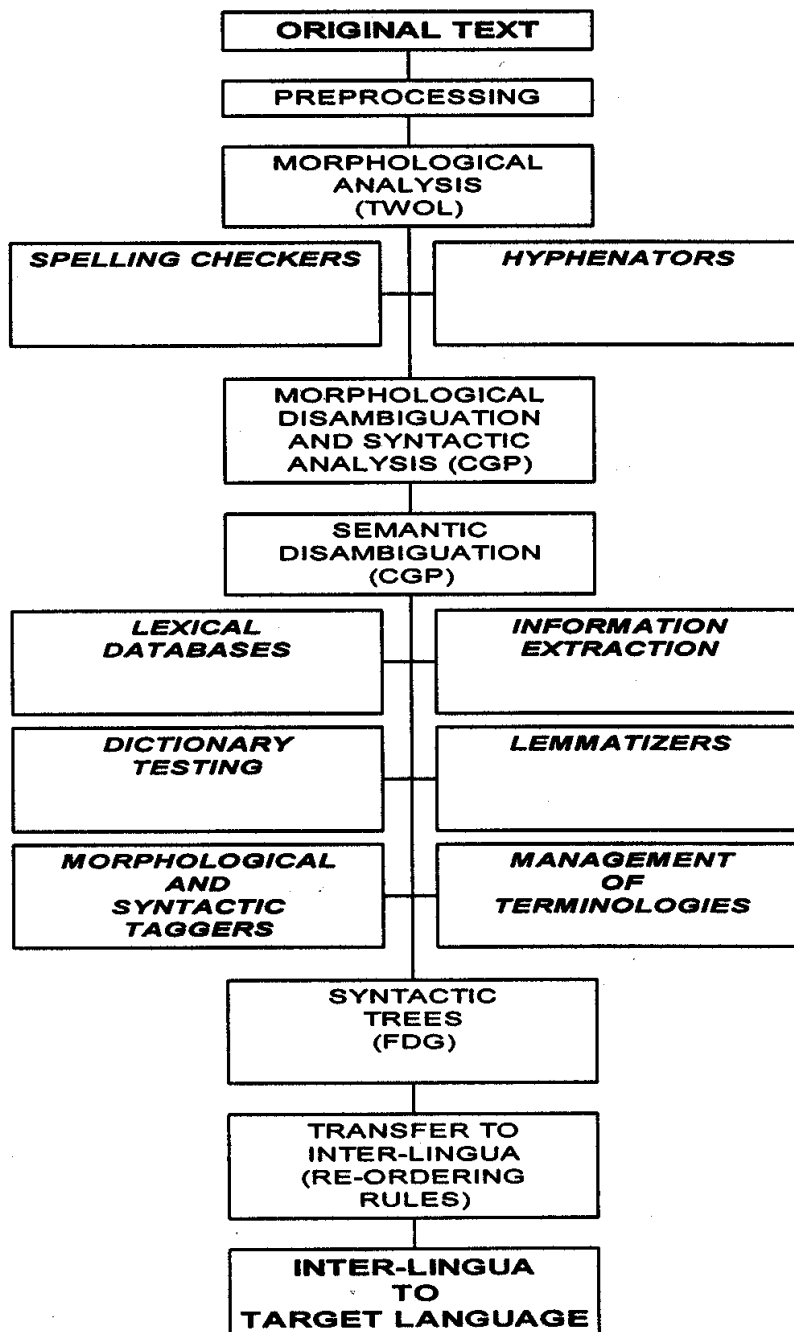 ORIGINAL TEXT
PREPROCESSING
MORPHOLOGICAL
ANALYSIS
(TWOL)
SPELLING CHECKERS
HYPHENATORS
MORPHOLOGICAL
DISAMBIGUATION
AND SYNTACTIC
ANALYSIS (CGP)
SEMANTIC
DISAMBIGUATION
(CGP)
LEXICAL
DATABASES
INFORMATION
EXTRACTION
DICTIONARY
TESTING
LEMMATIZERS
MORPHOLOGICAL
AND
SYNTACTIC
TAGGERS
MANAGEMENT
OF
TERMINOLOGIES
SYNTACTIC
TREES
(FDG)
TRANSFER TO
INTER-LINGUA
(RE-ORDERING
RULES)
INTER-LINGUA
TO
TARGET LANGUAGE